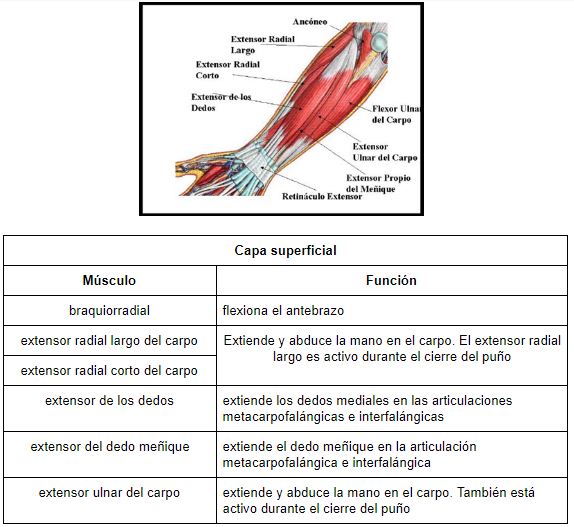 Ancóneo
Extensor Radial
Largo
Extensor Radial
Corto
Extensor de los
Dedos
Flexor Ulnar
del Carpo
Extensor
Ulnar del Carpo
Extensor Propio
del Meñique
Retináculo Extensor
Capa superficial
Músculo Función
braquiorradial flexiona el antebrazo
extensor radial largo del carpo Extiende y abduce la mano en el carpo. El extensor radial
largo es activo durante el cierre del puño
extensor radial corto del carpo
extensor de los dedos extiende los dedos mediales en las articulaciones
metacarpofalángicas e interfalángicas
extensor del dedo meñique extiende el dedo meñique en la articulación
metacarpofalángica e interfalángica
extensor ulnar del carpo extiende y abduce la mano en el carpo. También está
activo durante el cierre del puño